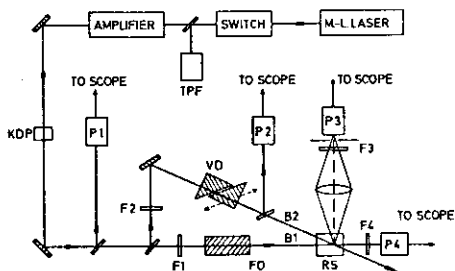 AMPLIFIER SWITCH M-L. LASER
TPF
TO SCOPE TO SCOPE TO SCOPE
KDP P1 P2 P3
F3
VD
F2
B2
B1
F4
TO SCOPE
P4
F1 FD RS